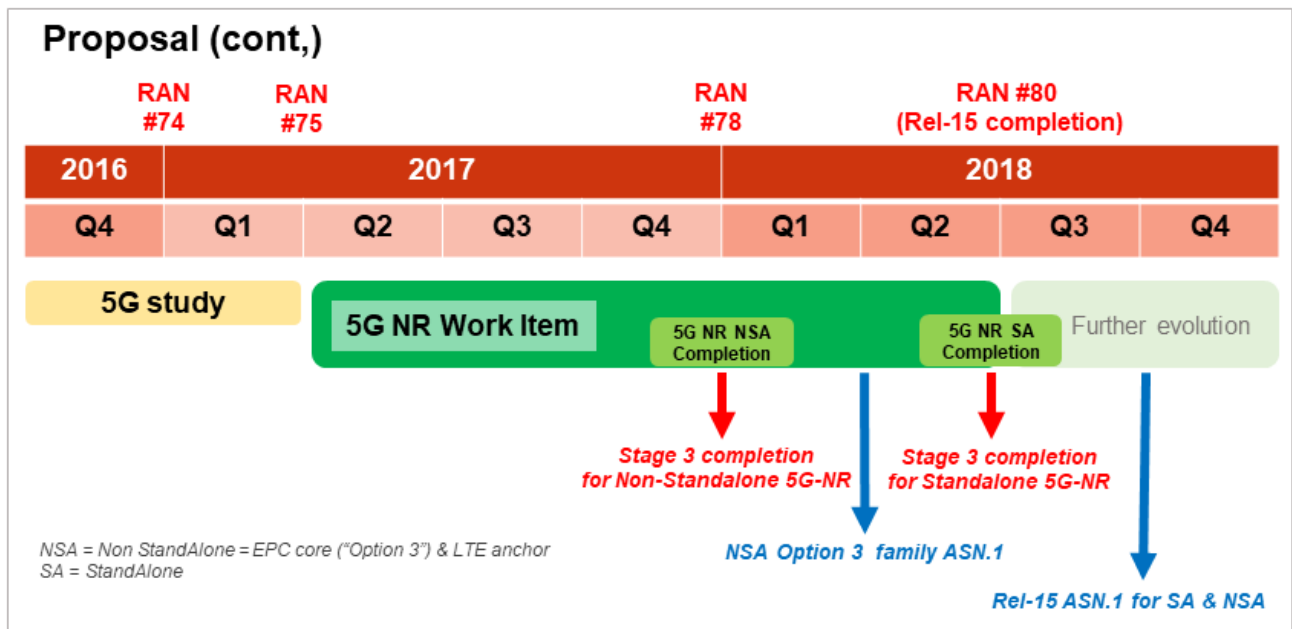 Proposal (cont,)
RAN
#74
RAN
#75
RAN
#78
RAN #80
(Rel-15 completion)
2016
2017
2018
Q4
Q1
Q2
Q3
Q4
Q1
Q2
Q3
Q4
5G study
5G NR Work Item
5G NR NSA
Completion
5G NR SA
Completion
Further evolution
Stage 3 completion
for Non-Standalone 5G-NR
Stage 3 completion
for Standalone 5G-NR
NSA = Non StandAlone = EPC core (“Option 3”) & LTE anchor
SA = StandAlone
NSA Option 3 family ASN.1
Rel-15 ASN.1 for SA & NSA